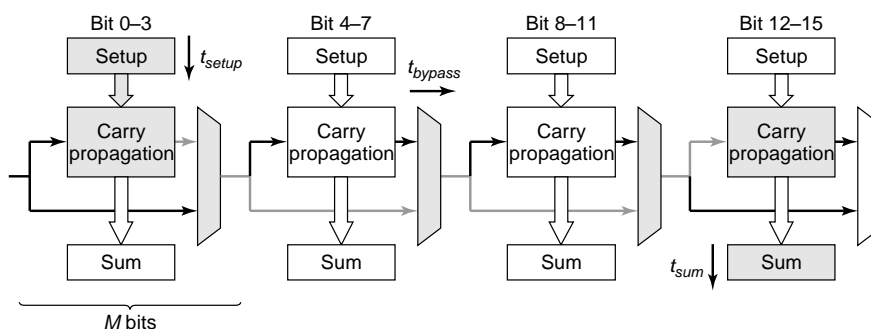 Bit 0–3 Bit 4–7 Bit 8–11 Bit 12–15
Setup Setup Setup Setup
t_setup
t_bypass
Carry propagation
Carry propagation
Carry propagation
Carry propagation
Sum Sum Sum Sum
t_sum
M bits